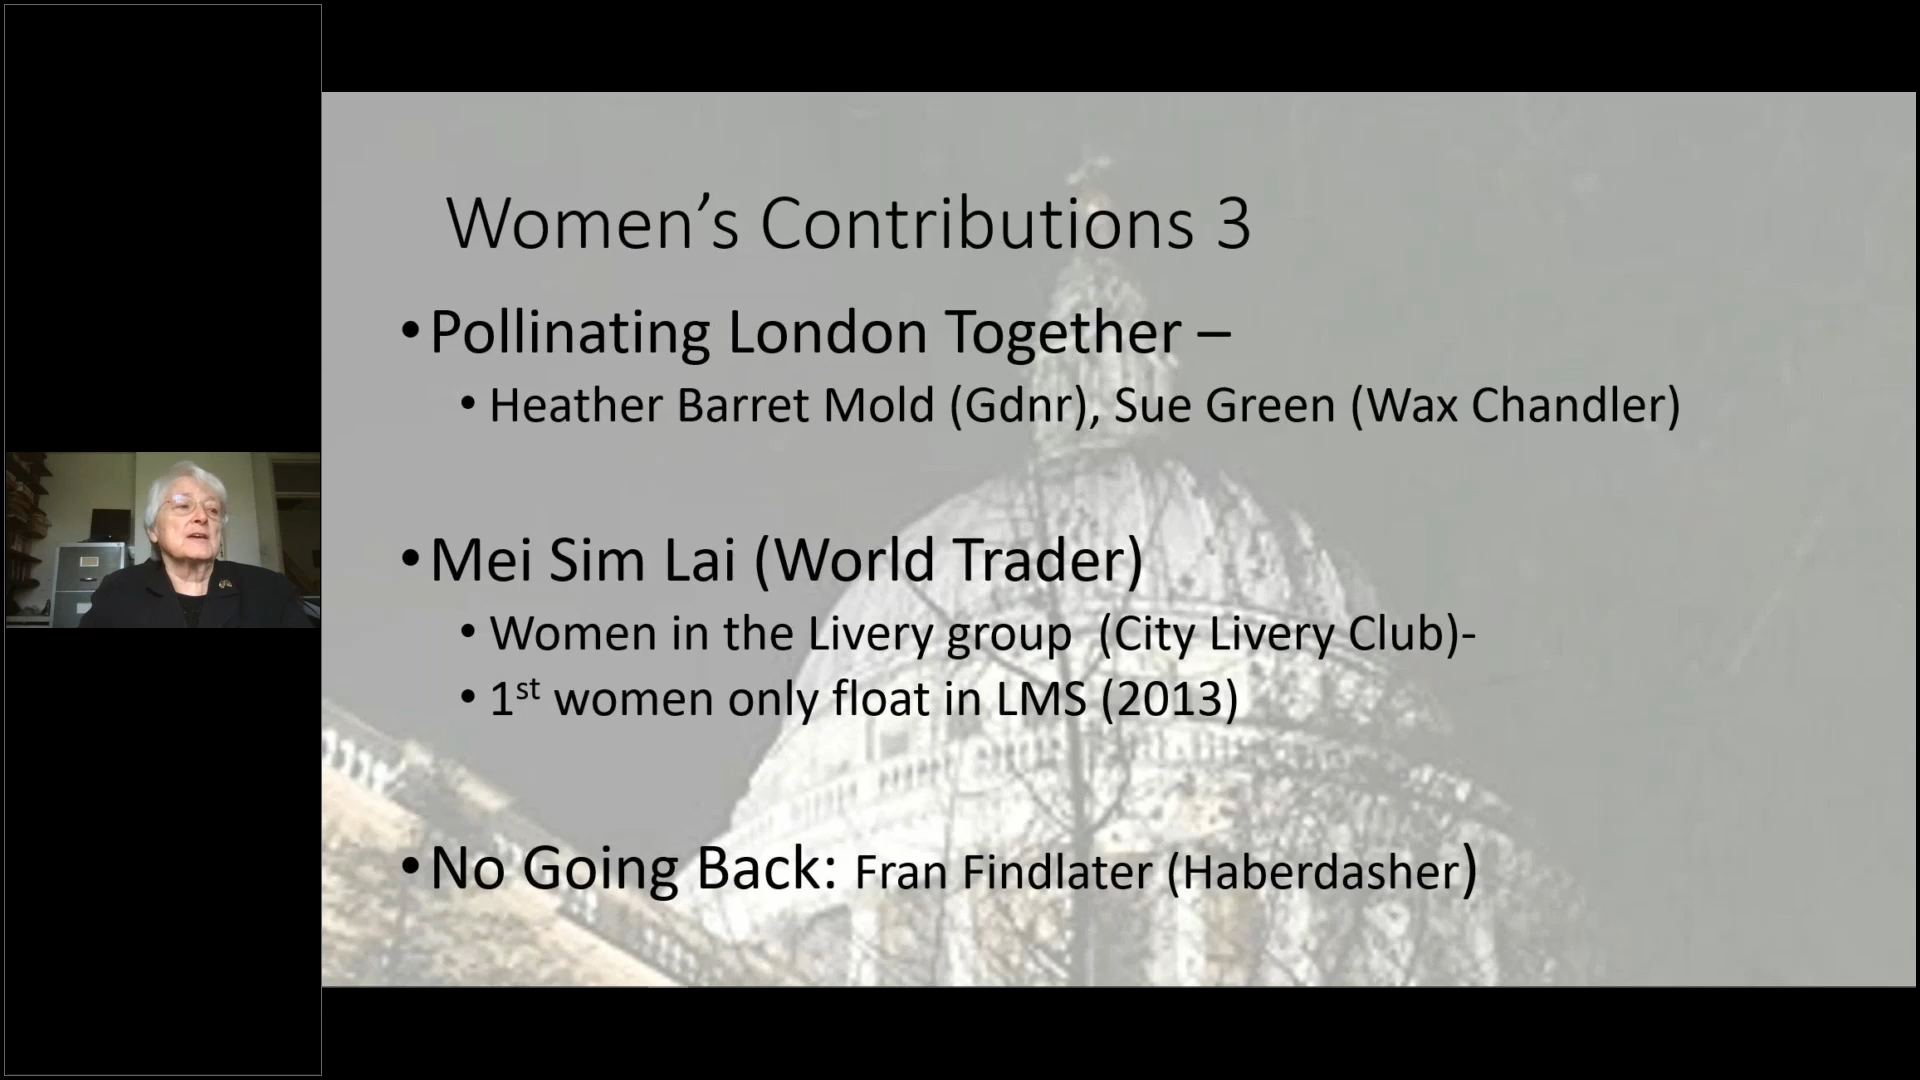 Women’s Contributions 3
•Pollinating London Together –
• Heather Barret Mold (Gdnr), Sue Green (Wax Chandler)
•Mei Sim Lai (World Trader)
• Women in the Livery group  (City Livery Club)-
• 1st women only float in LMS (2013)
•No Going Back: Fran Findlater (Haberdasher)